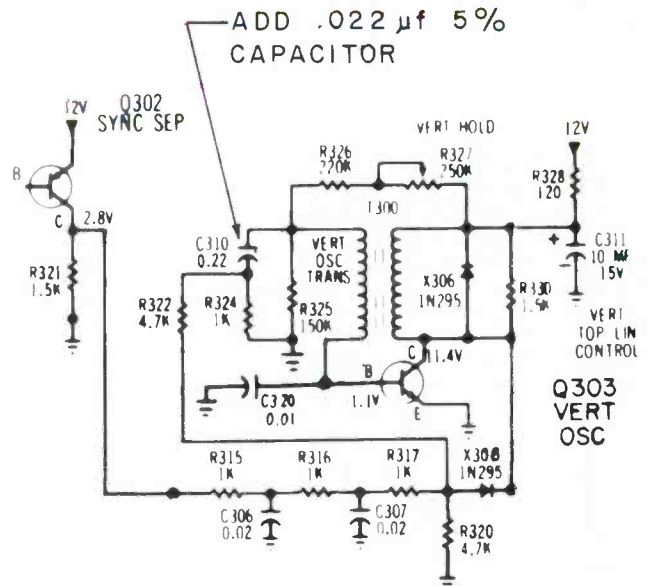 ADD .022 µf 5%
CAPACITOR
12V
Q302
SYNC SEP
B
C
2.8V
R321
1.5K
VERT HOLD
R326
220K
R327
250K
T300
12V
R328
120
C310
0.22
VERT
OSC
TRANS
R322
4.7K
R324
1K
R325
150K
X306
1N295
R330
1.5K
+
-
C311
10 MF
15V
VERT
TOP LIN
CONTROL
Q303
VERT
OSC
C
11.4V
B
1.1V
E
C320
0.01
R315
1K
R316
1K
R317
1K
X308
1N295
C306
0.02
C307
0.02
R320
4.7K